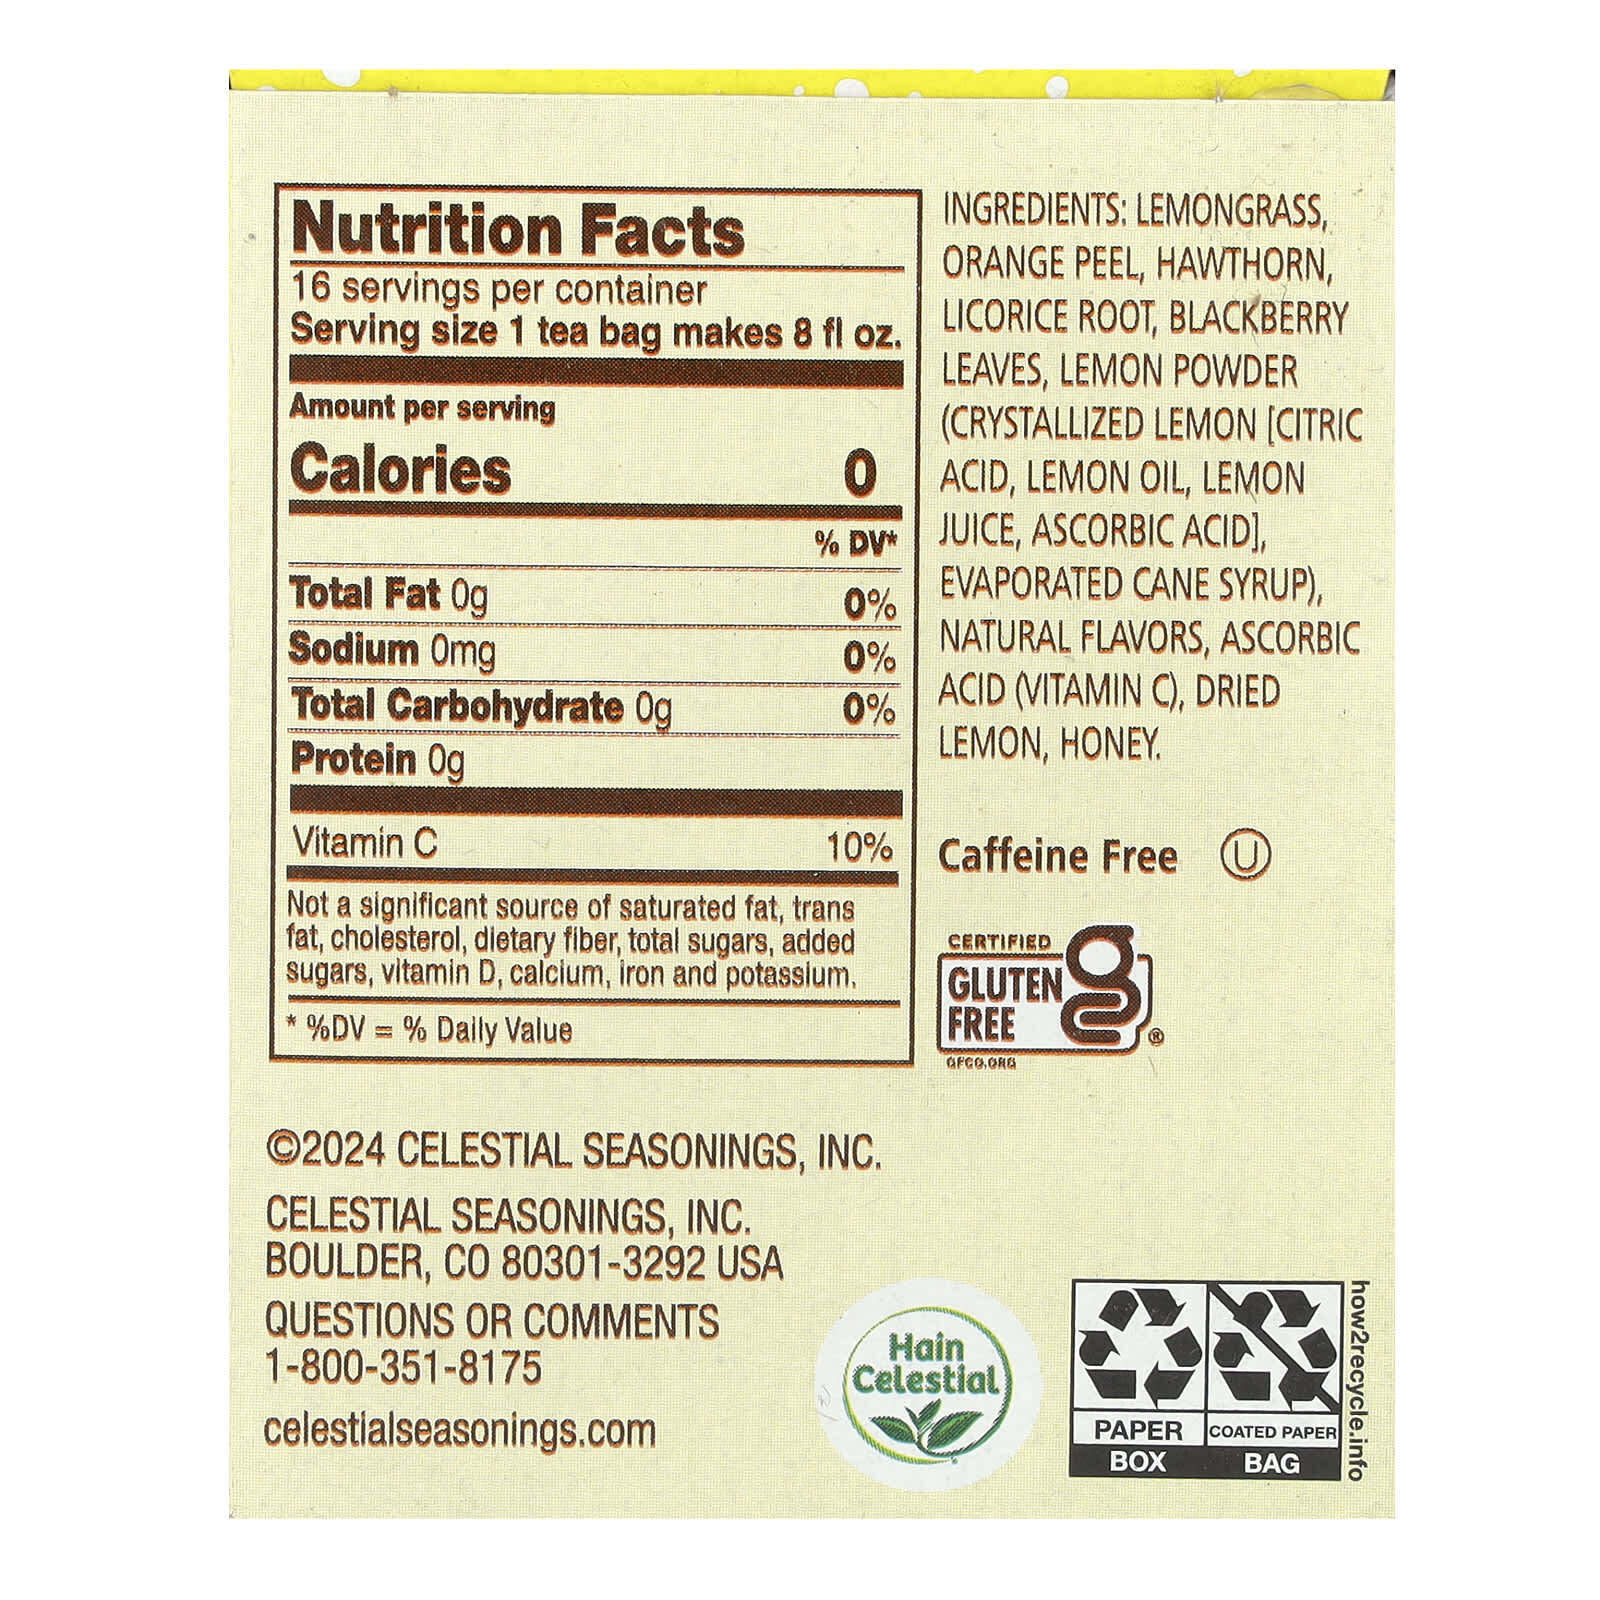 Nutrition Facts
16 servings per container
Serving size 1 tea bag makes 8 fl oz.
Amount per serving
Calories 0
% DV*
Total Fat 0g 0%
Sodium 0mg 0%
Total Carbohydrate 0g 0%
Protein 0g
Vitamin C 10%
Not a significant source of saturated fat, trans
fat, cholesterol, dietary fiber, total sugars, added
sugars, vitamin D, calcium, iron and potassium.
* %DV = % Daily Value
INGREDIENTS: LEMONGRASS,
ORANGE PEEL, HAWTHORN,
LICORICE ROOT, BLACKBERRY
LEAVES, LEMON POWDER
(CRYSTALLIZED LEMON [CITRIC
ACID, LEMON OIL, LEMON
JUICE, ASCORBIC ACID],
EVAPORATED CANE SYRUP),
NATURAL FLAVORS, ASCORBIC
ACID (VITAMIN C), DRIED
LEMON, HONEY.
Caffeine Free U
CERTIFIED
GLUTEN
FREE
g
®
GFCO.ORG
©2024 CELESTIAL SEASONINGS, INC.
CELESTIAL SEASONINGS, INC.
BOULDER, CO 80301-3292 USA
QUESTIONS OR COMMENTS
1-800-351-8175
celestialseasonings.com
Hain
Celestial
PAPER
BOX
COATED PAPER
BAG
how2recycle.info